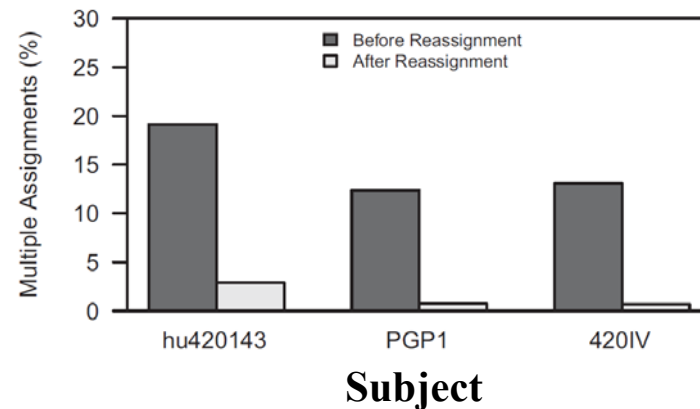 Multiple Assignments (%)
30
25
20
15
10
5
0
Before Reassignment
After Reassignment
hu420143 PGP1 420IV
Subject